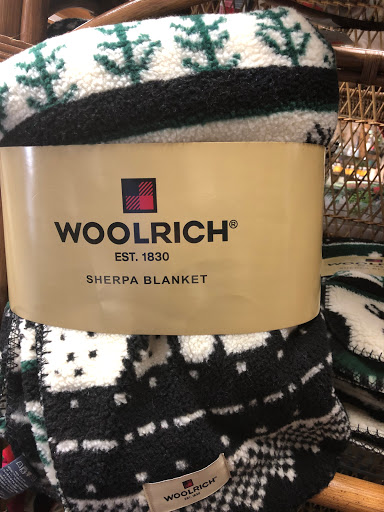 WOOLRICH®
EST. 1830
SHERPA BLANKET
WOOLRICH